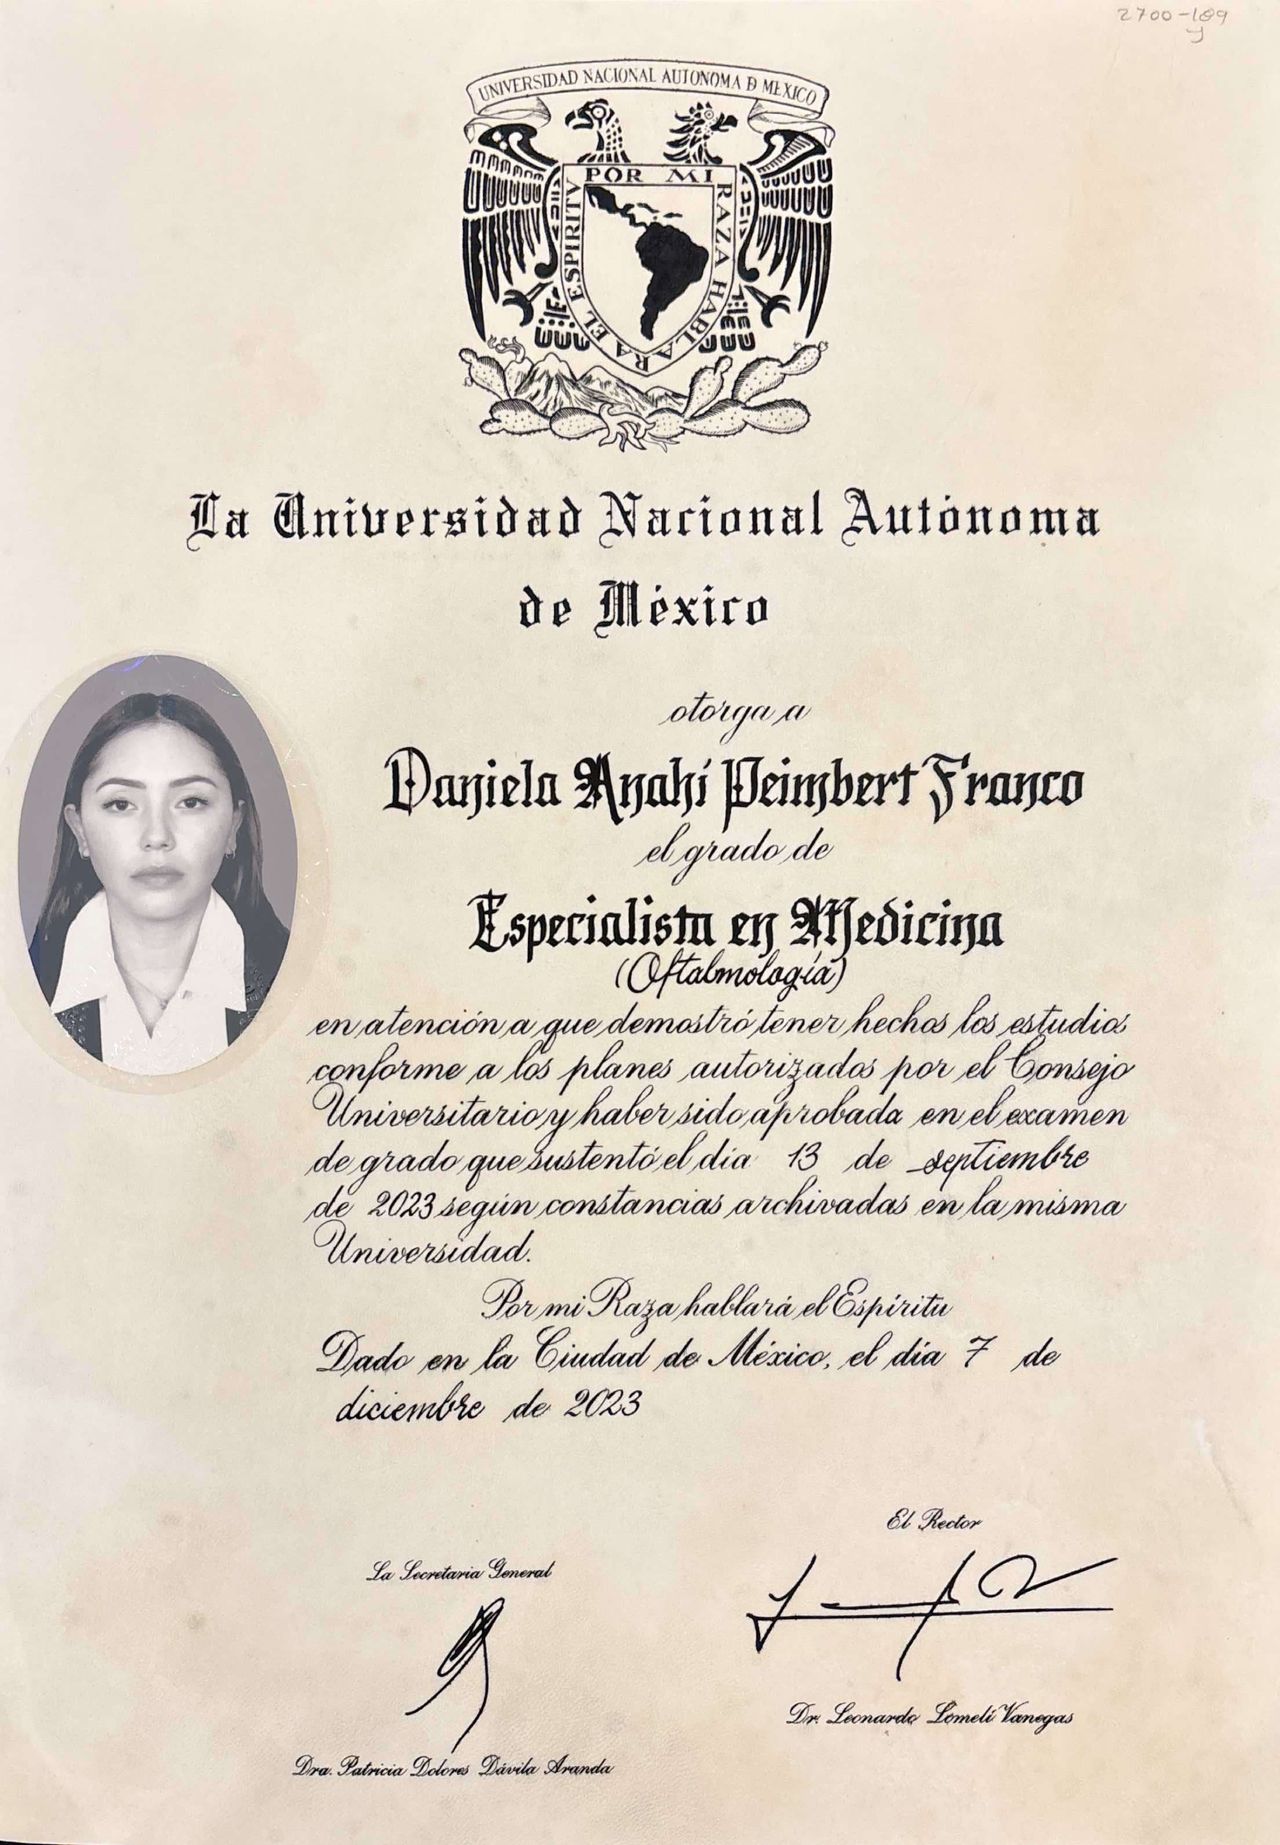 2700-189
UNIVERSIDAD NACIONAL AUTONOMA D MEXICO
POR MI RAZA HABLARA EL ESPIRITV
La Universidad Nacional Autónoma
de México
otorga a
Daniela Anahí Peimbert Franco
el grado de
Especialista en Medicina
(Oftalmología)
en atención a que demostró tener hechos los estudios
conforme a los planes autorizados por el Consejo
Universitario y haber sido aprobada en el examen
de grado que sustentó el día 13 de septiembre
de 2023 según constancias archivadas en la misma
Universidad.
Por mi Raza hablará el Espíritu
Dado en la Ciudad de México, el día 7 de
diciembre de 2023
La Secretaria General
Dra. Patricia Dolores Dávila Aranda
El Rector
Dr. Leonardo Lomelí Vanegas